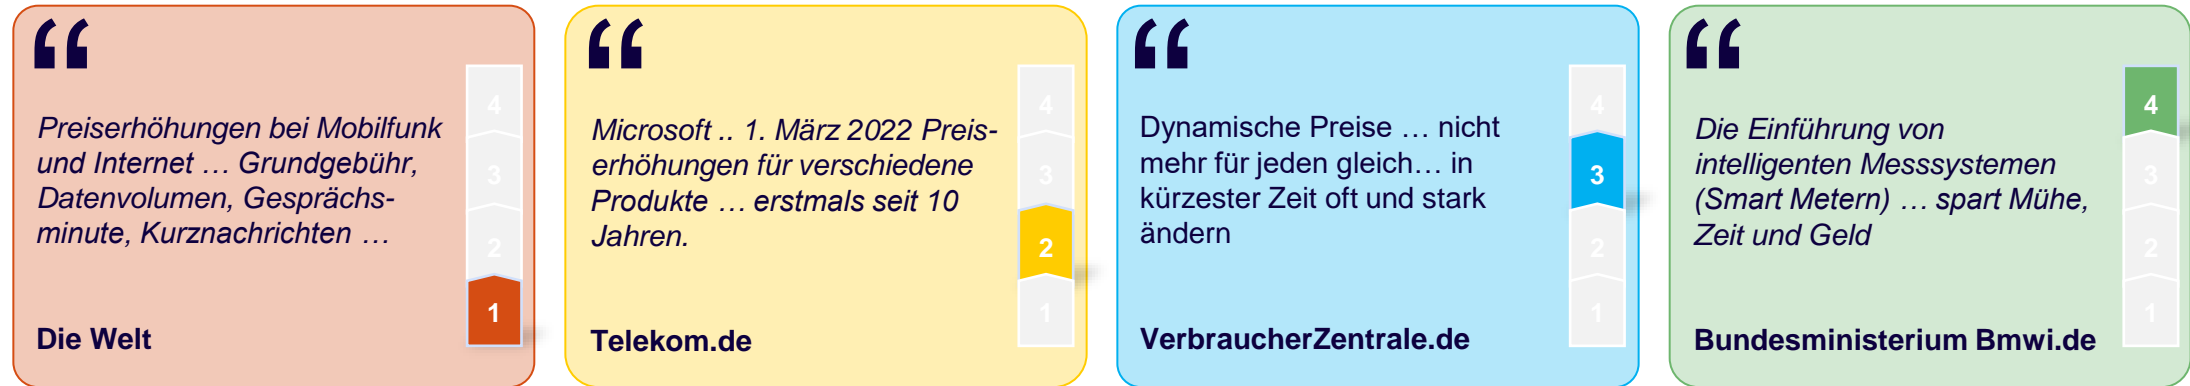 “
Preiserhöhungen bei Mobilfunk
und Internet … Grundgebühr,
Datenvolumen, Gesprächs-
minute, Kurznachrichten …
Die Welt
4
3
2
1
“
Microsoft .. 1. März 2022 Preis-
erhöhungen für verschiedene
Produkte … erstmals seit 10
Jahren.
Telekom.de
4
3
2
1
“
Dynamische Preise … nicht
mehr für jeden gleich… in
kürzester Zeit oft und stark
ändern
VerbraucherZentrale.de
4
3
2
1
“
Die Einführung von
intelligenten Messsystemen
(Smart Metern) … spart Mühe,
Zeit und Geld
Bundesministerium Bmwi.de
4
3
2
1